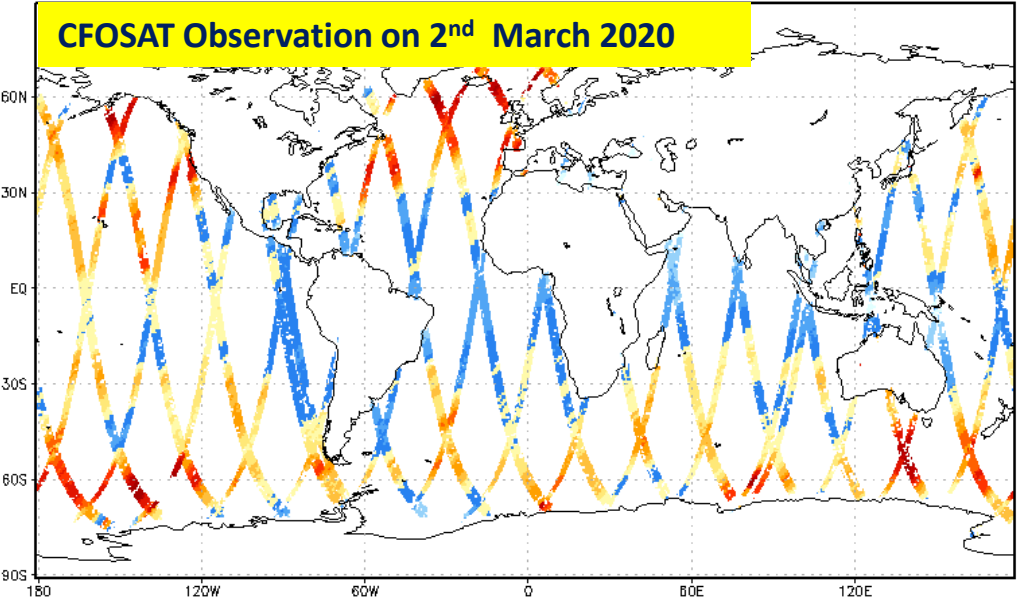 CFOSAT Observation on 2nd March 2020
60N
30N
EQ
30S
60S
90S
180 120W 60W 0 60E 120E